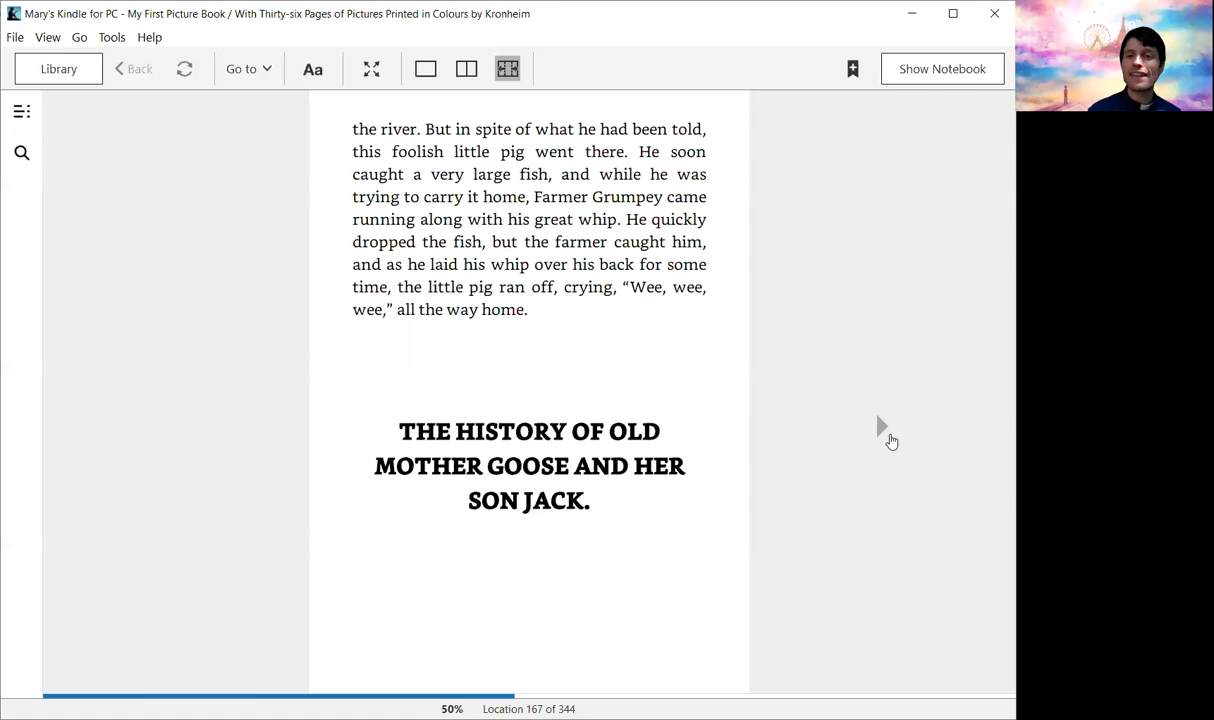 Mary's Kindle for PC - My First Picture Book / With Thirty-six Pages of Pictures Printed in Colours by Kronheim
File View Go Tools Help
Library Back Go to Aa Show Notebook
the river. But in spite of what he had been told,
this foolish little pig went there. He soon
caught a very large fish, and while he was
trying to carry it home, Farmer Grumpey came
running along with his great whip. He quickly
dropped the fish, but the farmer caught him,
and as he laid his whip over his back for some
time, the little pig ran off, crying, “Wee, wee,
wee,” all the way home.
THE HISTORY OF OLD
MOTHER GOOSE AND HER
SON JACK.
50% Location 167 of 344